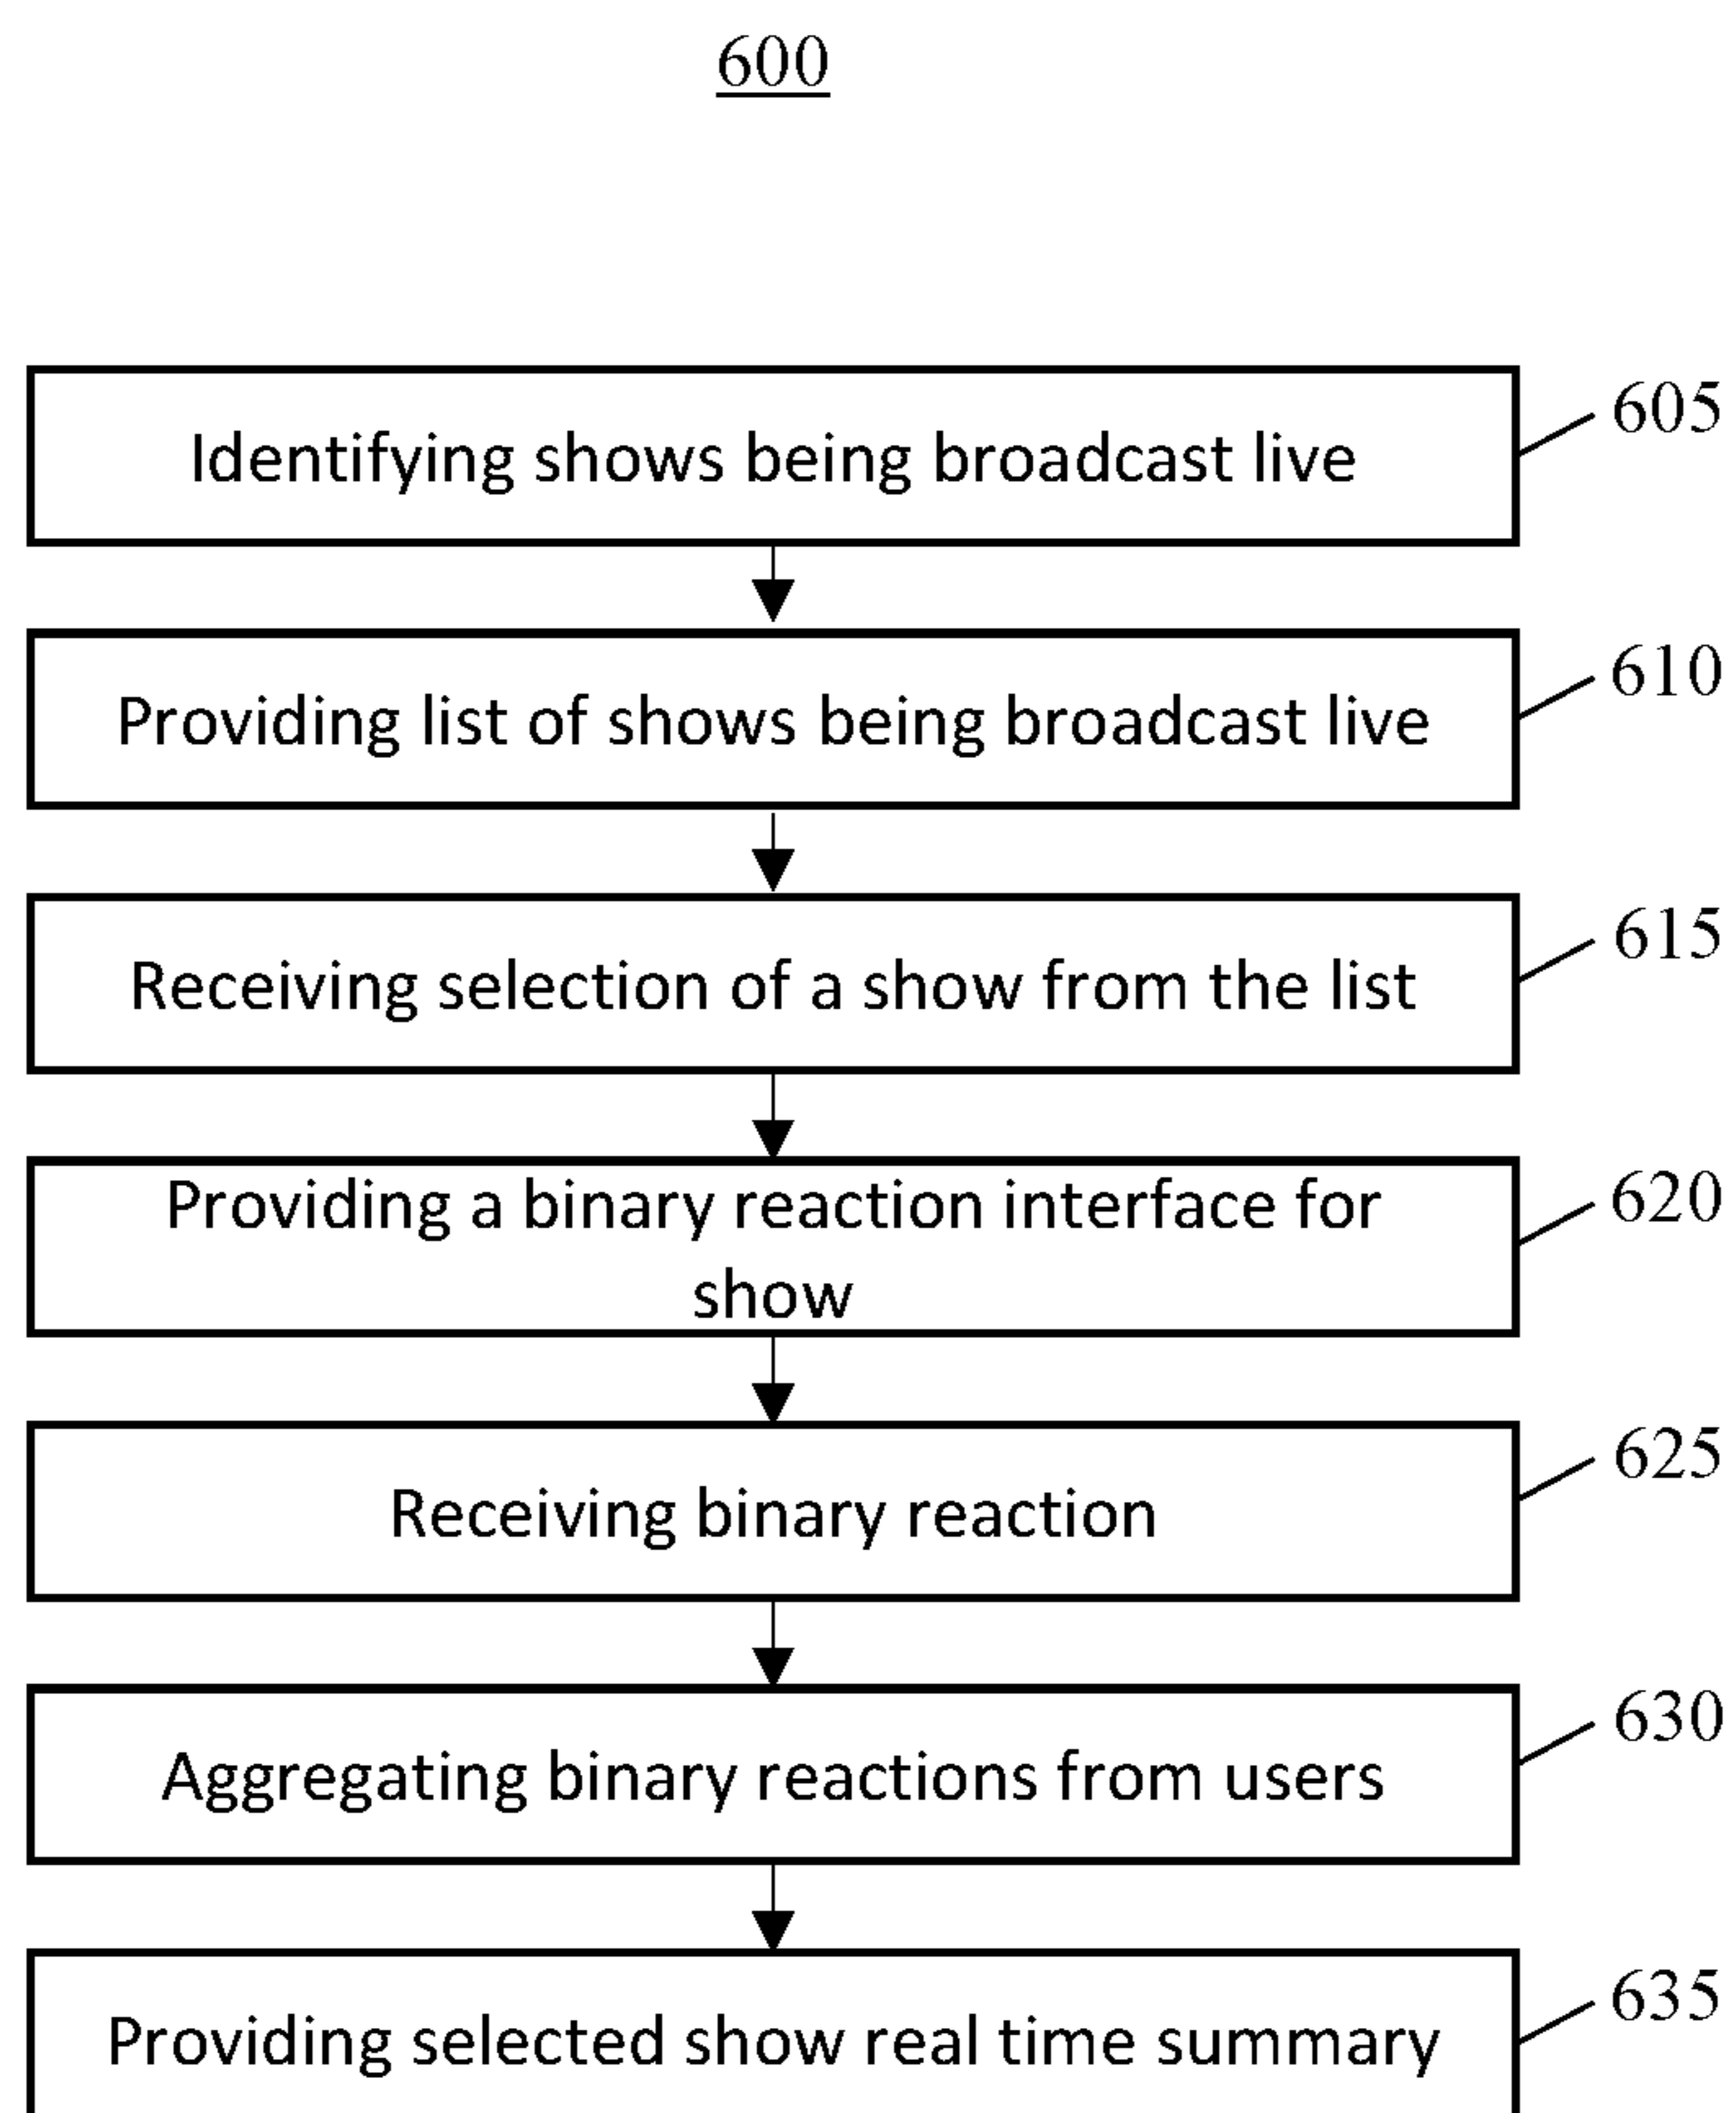 600
Identifying shows being broadcast live
605
Providing list of shows being broadcast live
610
Receiving selection of a show from the list
615
Providing a binary reaction interface for
show
620
Receiving binary reaction
625
Aggregating binary reactions from users
630
Providing selected show real time summary
635